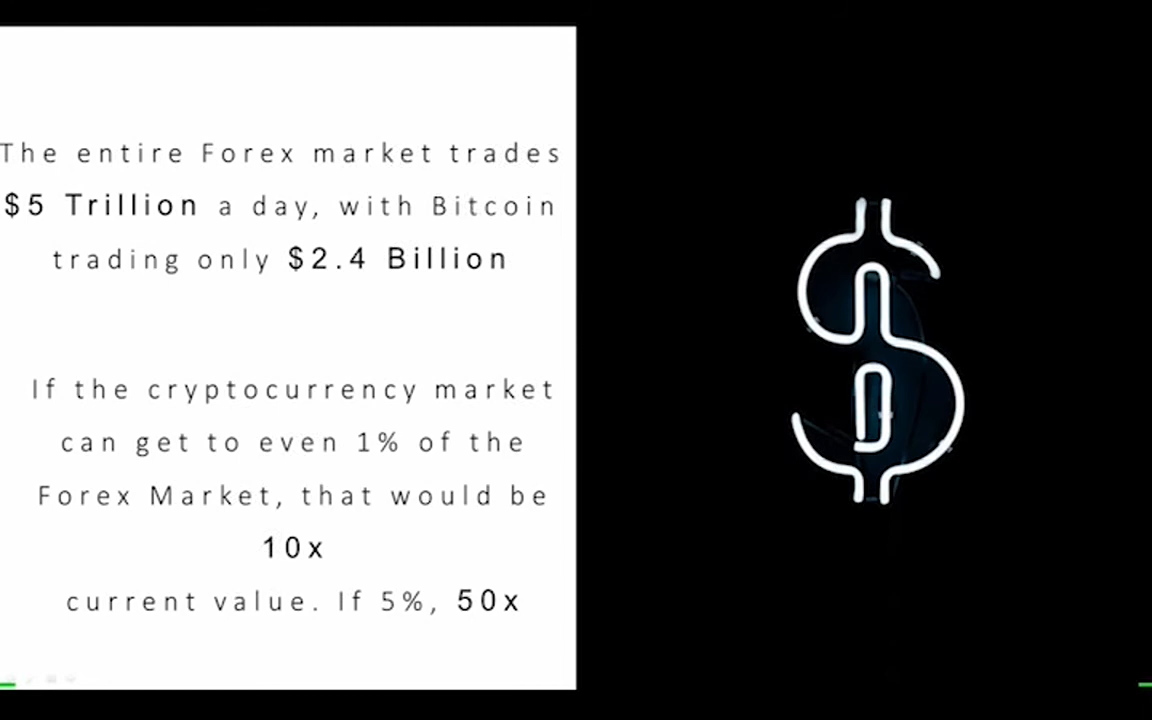 The entire Forex market trades
$5 Trillion a day, with Bitcoin
trading only $2.4 Billion
If the cryptocurrency market
can get to even 1% of the
Forex Market, that would be
10x
current value. If 5%, 50x